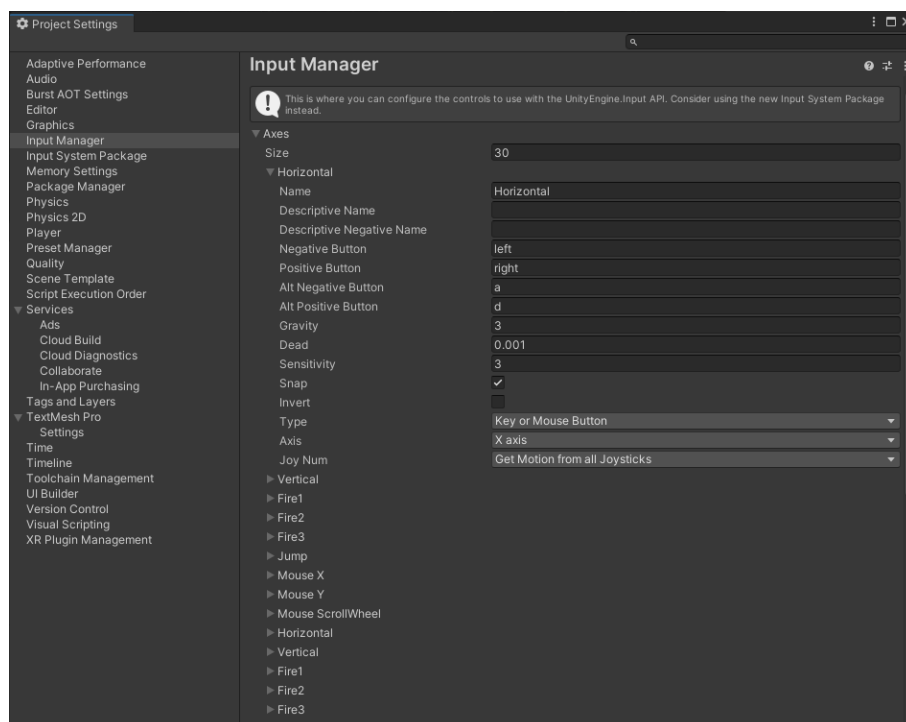 Project Settings
Adaptive Performance
Audio
Burst AOT Settings
Editor
Graphics
Input Manager
Input System Package
Memory Settings
Package Manager
Physics
Physics 2D
Player
Preset Manager
Quality
Scene Template
Script Execution Order
Services
Ads
Cloud Build
Cloud Diagnostics
Collaborate
In-App Purchasing
Tags and Layers
TextMesh Pro
Settings
Time
Timeline
Toolchain Management
UI Builder
Version Control
Visual Scripting
XR Plugin Management
Input Manager
This is where you can configure the controls to use with the UnityEngine.Input API. Consider using the new Input System Package
instead.
Axes
Size 30
Horizontal
Name Horizontal
Descriptive Name
Descriptive Negative Name
Negative Button left
Positive Button right
Alt Negative Button a
Alt Positive Button d
Gravity 3
Dead 0.001
Sensitivity 3
Snap
Invert
Type Key or Mouse Button
Axis X axis
Joy Num Get Motion from all Joysticks
Vertical
Fire1
Fire2
Fire3
Jump
Mouse X
Mouse Y
Mouse ScrollWheel
Horizontal
Vertical
Fire1
Fire2
Fire3